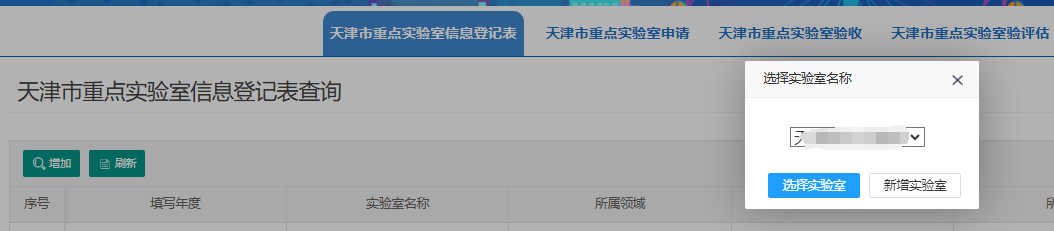 天津市重点实验室信息登记表 天津市重点实验室申请 天津市重点实验室验收 天津市重点实验室验评估
选择实验室名称
天津市重点实验室信息登记表查询
天
增加 刷新
选择实验室 新增实验室
序号 填写年度 实验室名称 所属领域